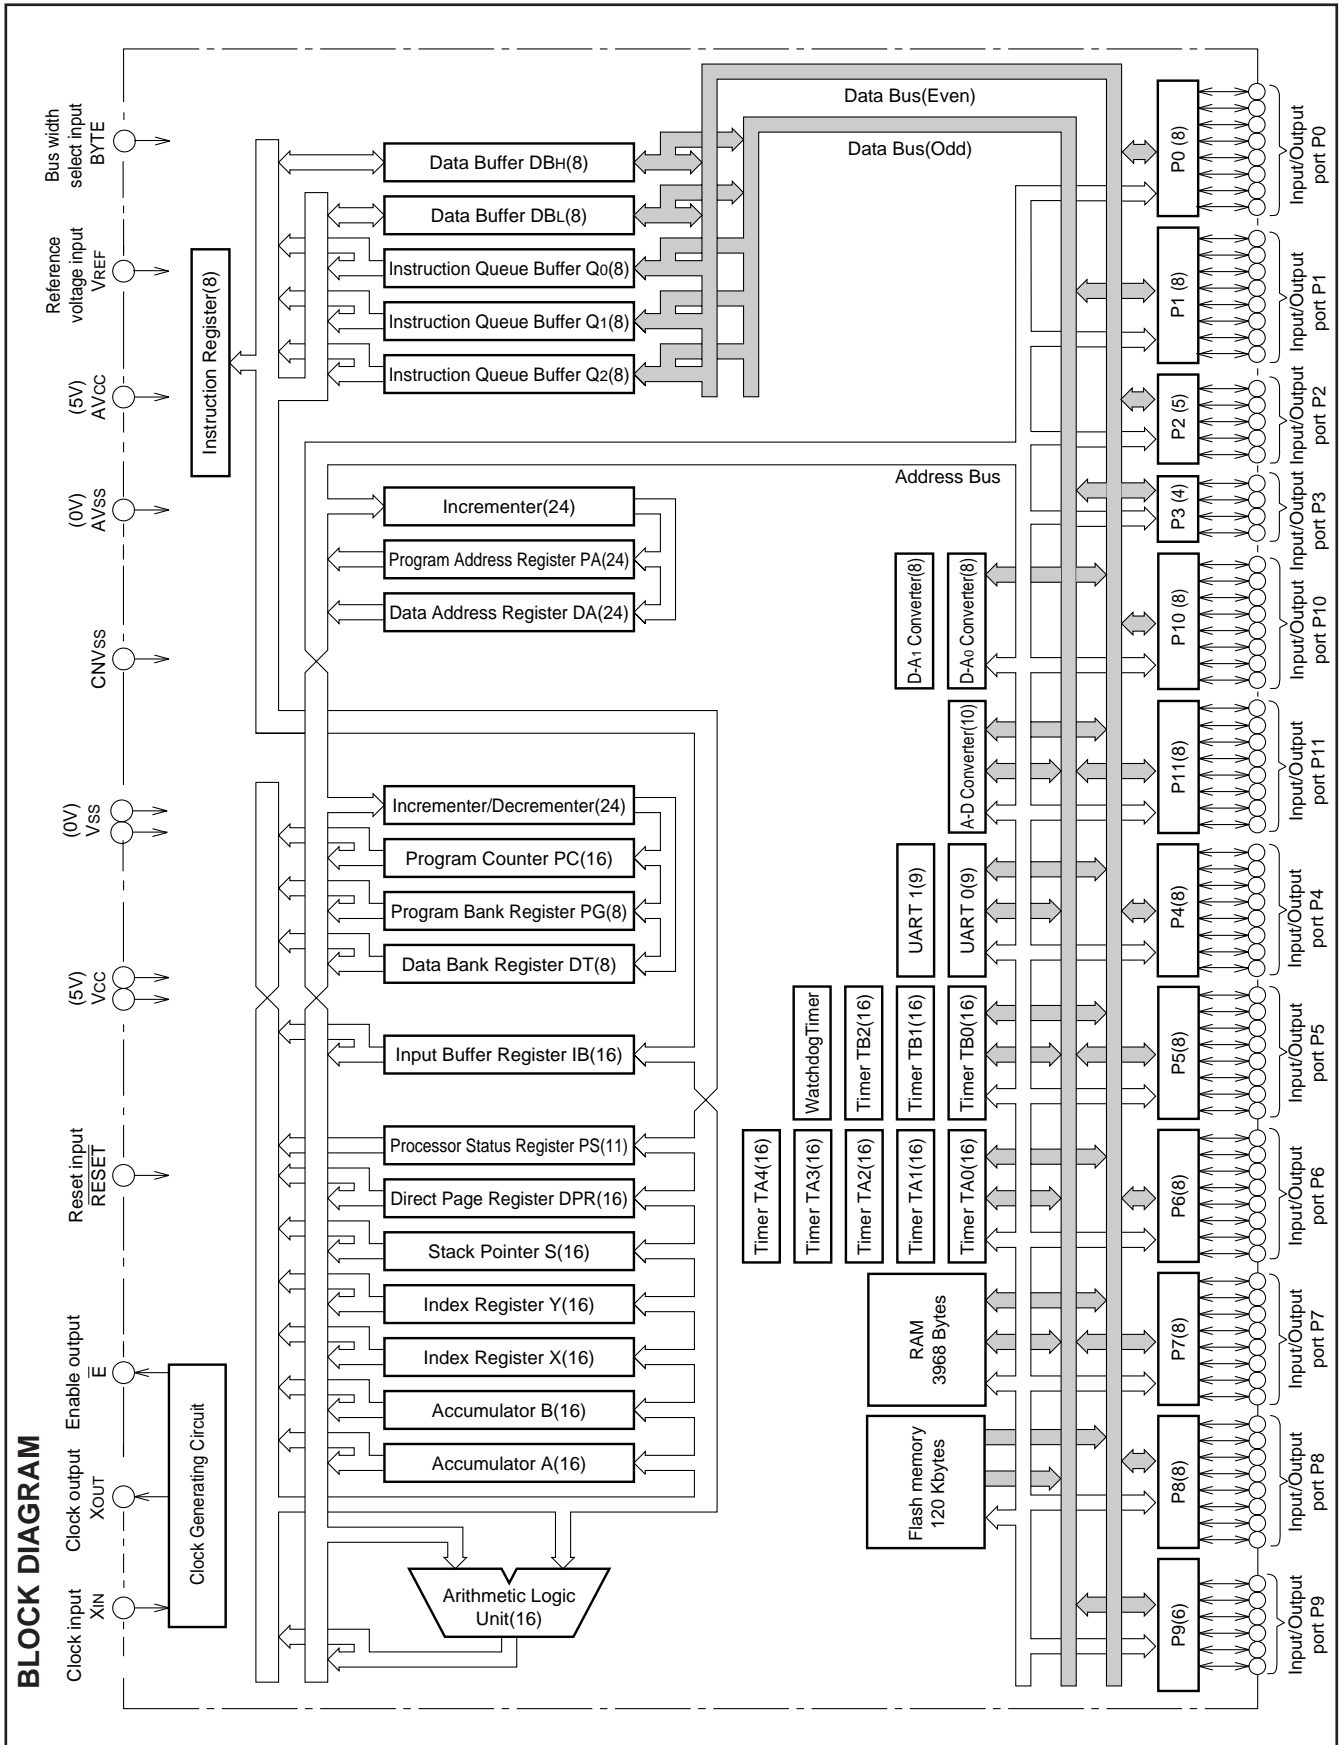 BLOCK DIAGRAM
Bus width
select input
BYTE
Reference
voltage input
VREF
(5V)
AVCC
(0V)
AVSS
CNVSS
(0V)
VSS
(5V)
VCC
Reset input
RESET
Enable output
E
Clock output
XOUT
Clock input
XIN
Clock Generating Circuit
Instruction Register(8)
Data Buffer DBH(8)
Data Buffer DBL(8)
Instruction Queue Buffer Q0(8)
Instruction Queue Buffer Q1(8)
Instruction Queue Buffer Q2(8)
Incrementer(24)
Program Address Register PA(24)
Data Address Register DA(24)
Incrementer/Decrementer(24)
Program Counter PC(16)
Program Bank Register PG(8)
Data Bank Register DT(8)
Input Buffer Register IB(16)
Processor Status Register PS(11)
Direct Page Register DPR(16)
Stack Pointer S(16)
Index Register Y(16)
Index Register X(16)
Accumulator B(16)
Accumulator A(16)
Arithmetic Logic
Unit(16)
Data Bus(Even)
Data Bus(Odd)
Address Bus
D-A1 Converter(8)
D-A0 Converter(8)
A-D Converter(10)
UART 1(9)
UART 0(9)
WatchdogTimer
Timer TB2(16)
Timer TB1(16)
Timer TB0(16)
Timer TA4(16)
Timer TA3(16)
Timer TA2(16)
Timer TA1(16)
Timer TA0(16)
RAM
3968 Bytes
Flash memory
120 Kbytes
P0 (8)
Input/Output
port P0
P1 (8)
Input/Output
port P1
P2 (5)
Input/Output
port P2
P3 (4)
Input/Output
port P3
P10 (8)
Input/Output
port P10
P11(8)
Input/Output
port P11
P4(8)
Input/Output
port P4
P5(8)
Input/Output
port P5
P6(8)
Input/Output
port P6
P7(8)
Input/Output
port P7
P8(8)
Input/Output
port P8
P9(6)
Input/Output
port P9